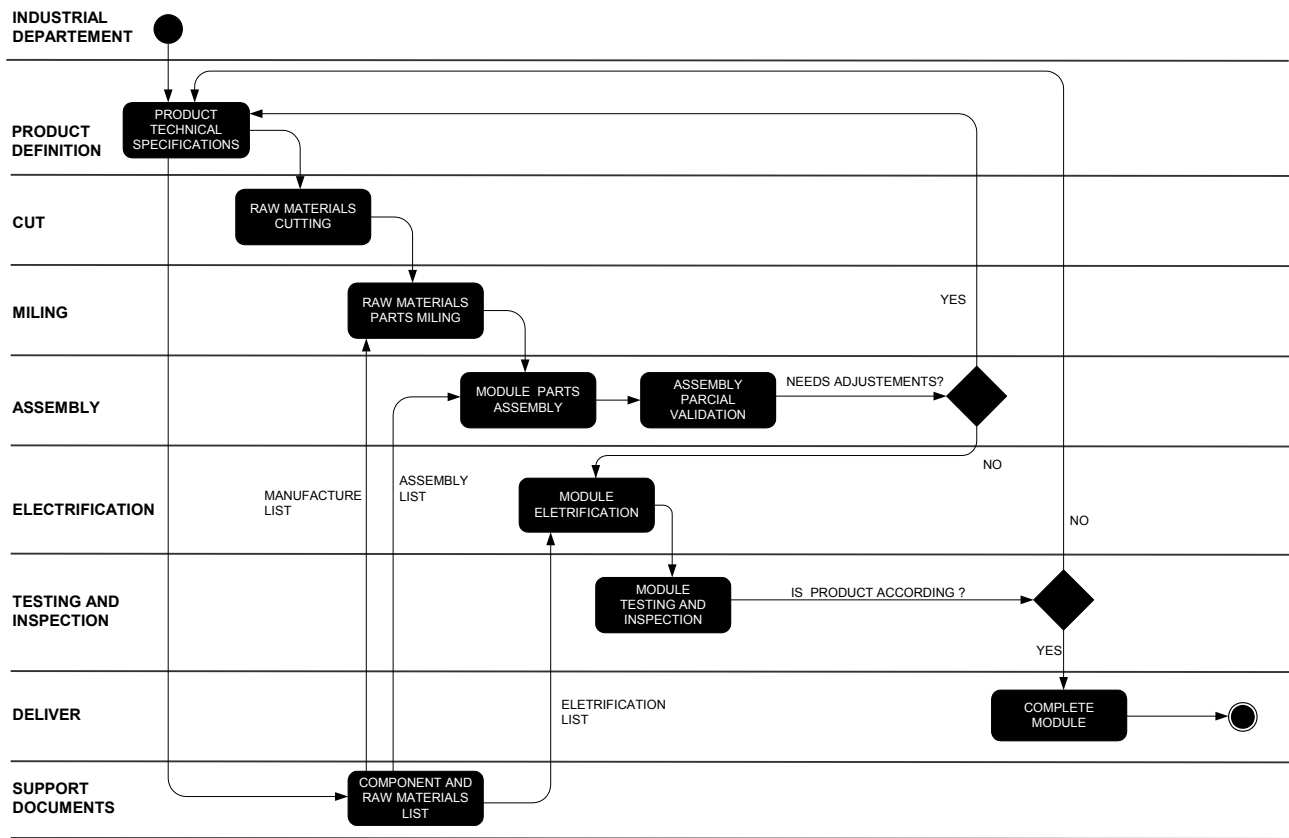 INDUSTRIAL
DEPARTEMENT
PRODUCT
TECHNICAL
SPECIFICATIONS
PRODUCT
DEFINITION
RAW MATERIALS
CUTTING
CUT
RAW MATERIALS
PARTS MILING
YES
MILING
MODULE PARTS
ASSEMBLY
ASSEMBLY
PARCIAL
VALIDATION
NEEDS ADJUSTEMENTS?
ASSEMBLY
NO
MANUFACTURE
LIST
ASSEMBLY
LIST
MODULE
ELETRIFICATION
ELECTRIFICATION
NO
MODULE
TESTING AND
INSPECTION
IS PRODUCT ACCORDING ?
TESTING AND
INSPECTION
YES
ELETRIFICATION
LIST
COMPLETE
MODULE
DELIVER
COMPONENT AND
RAW MATERIALS
LIST
SUPPORT
DOCUMENTS